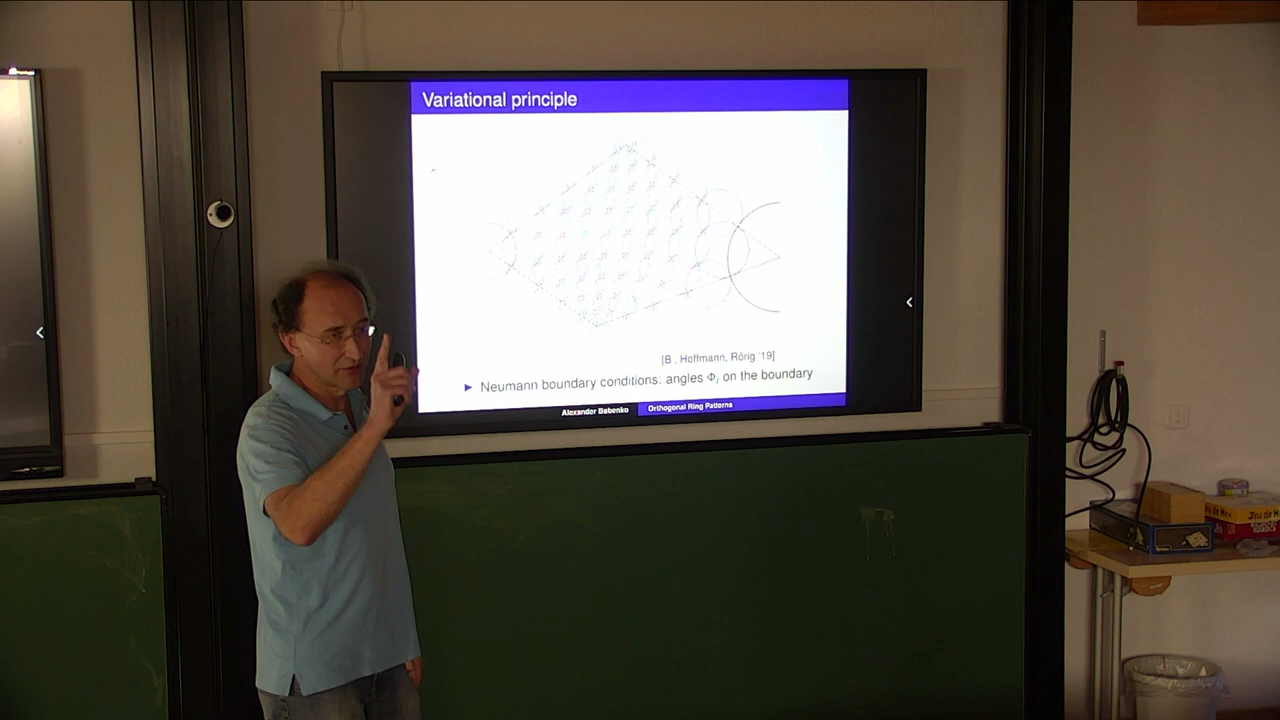 Variational principle
[B., Hoffmann, Rörig '19]
► Neumann boundary conditions: angles Φᵢ on the boundary
Alexander Bobenko
Orthogonal Ring Patterns